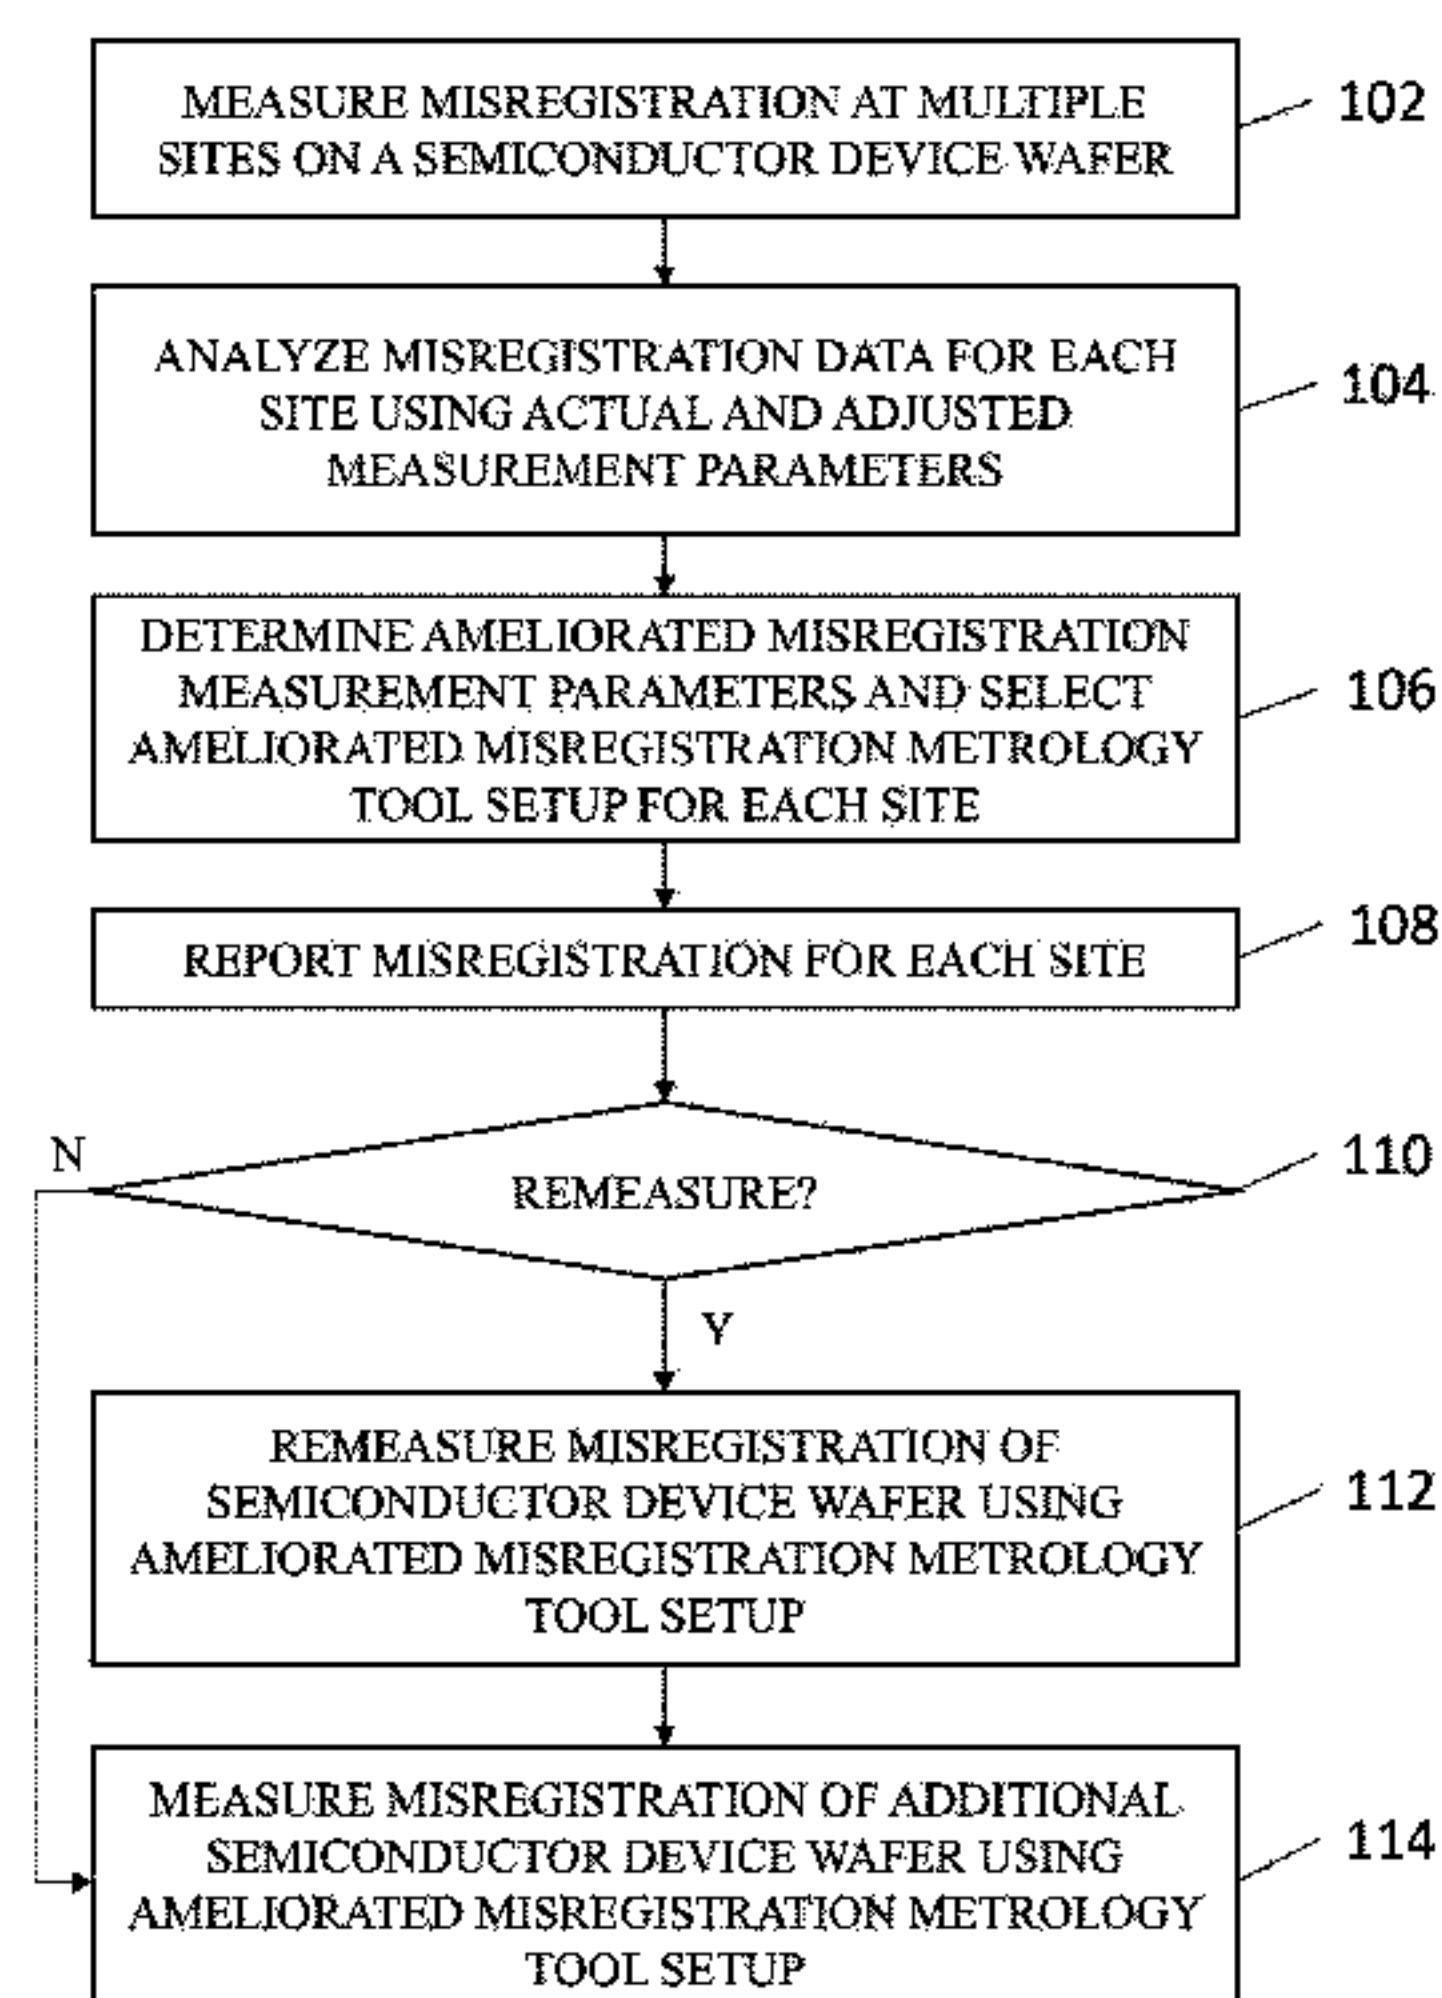 MEASURE MISREGISTRATION AT MULTIPLE
SITES ON A SEMICONDUCTOR DEVICE WAFER
102
ANALYZE MISREGISTRATION DATA FOR EACH
SITE USING ACTUAL AND ADJUSTED
MEASUREMENT PARAMETERS
104
DETERMINE AMELIORATED MISREGISTRATION
MEASUREMENT PARAMETERS AND SELECT
AMELIORATED MISREGISTRATION METROLOGY
TOOL SETUP FOR EACH SITE
106
REPORT MISREGISTRATION FOR EACH SITE
108
N
REMEASURE?
110
Y
REMEASURE MISREGISTRATION OF
SEMICONDUCTOR DEVICE WAFER USING
AMELIORATED MISREGISTRATION METROLOGY
TOOL SETUP
112
MEASURE MISREGISTRATION OF ADDITIONAL
SEMICONDUCTOR DEVICE WAFER USING
AMELIORATED MISREGISTRATION METROLOGY
TOOL SETUP
114